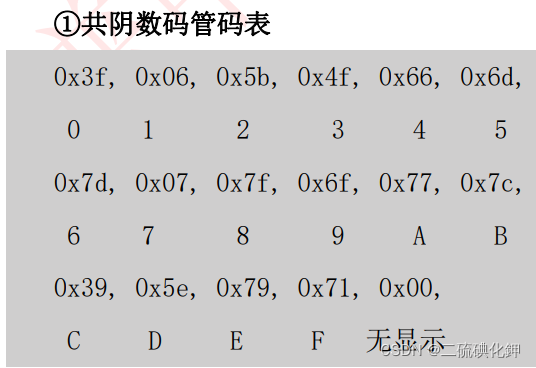 ①共阴数码管码表
0x3f, 0x06, 0x5b, 0x4f, 0x66, 0x6d,
0 1 2 3 4 5
0x7d, 0x07, 0x7f, 0x6f, 0x77, 0x7c,
6 7 8 9 A B
0x39, 0x5e, 0x79, 0x71, 0x00,
C D E F 无显示
CSDN @二硫碘化钾